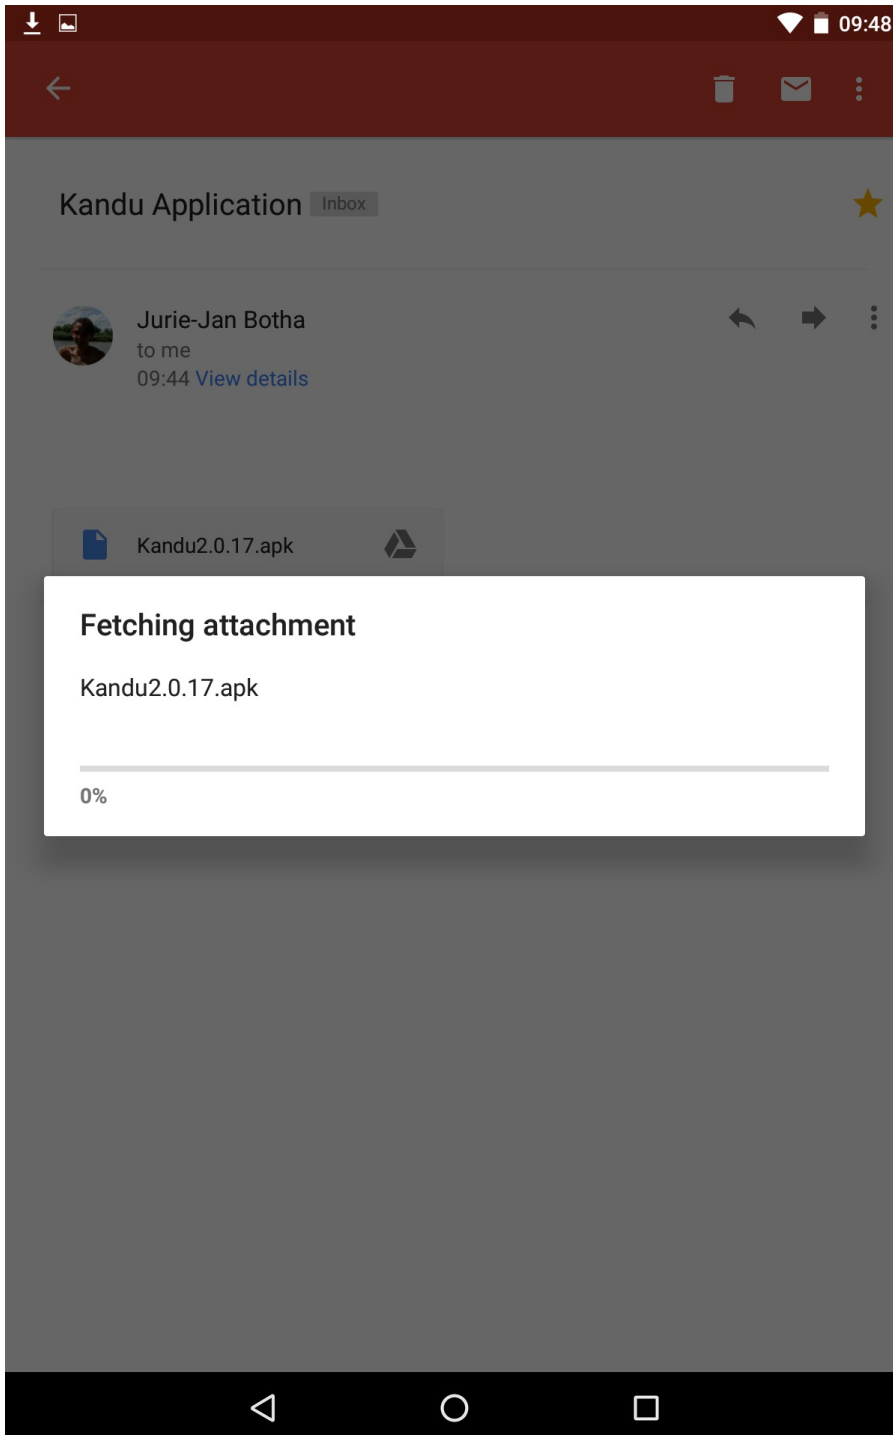 09:48
Kandu Application Inbox
Jurie-Jan Botha
to me
09:44 View details
Kandu2.0.17.apk
Fetching attachment
Kandu2.0.17.apk
0%